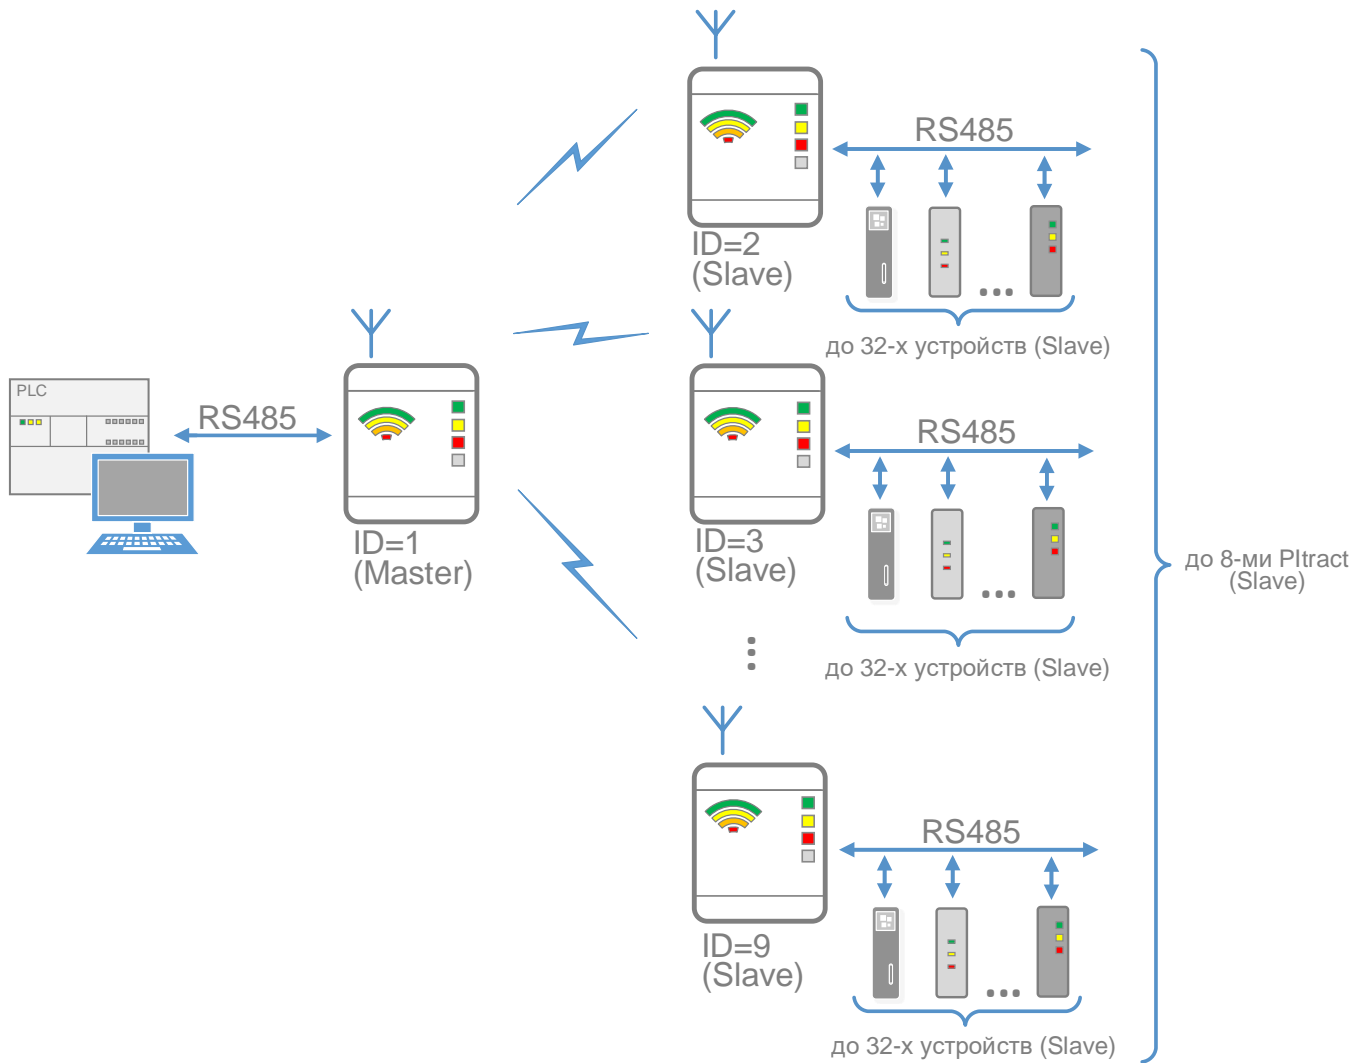 RS485
ID=2
(Slave)
до 32-х устройств (Slave)
PLC
RS485
ID=1
(Master)
RS485
ID=3
(Slave)
до 32-х устройств (Slave)
до 8-ми PItract
(Slave)
RS485
ID=9
(Slave)
до 32-х устройств (Slave)